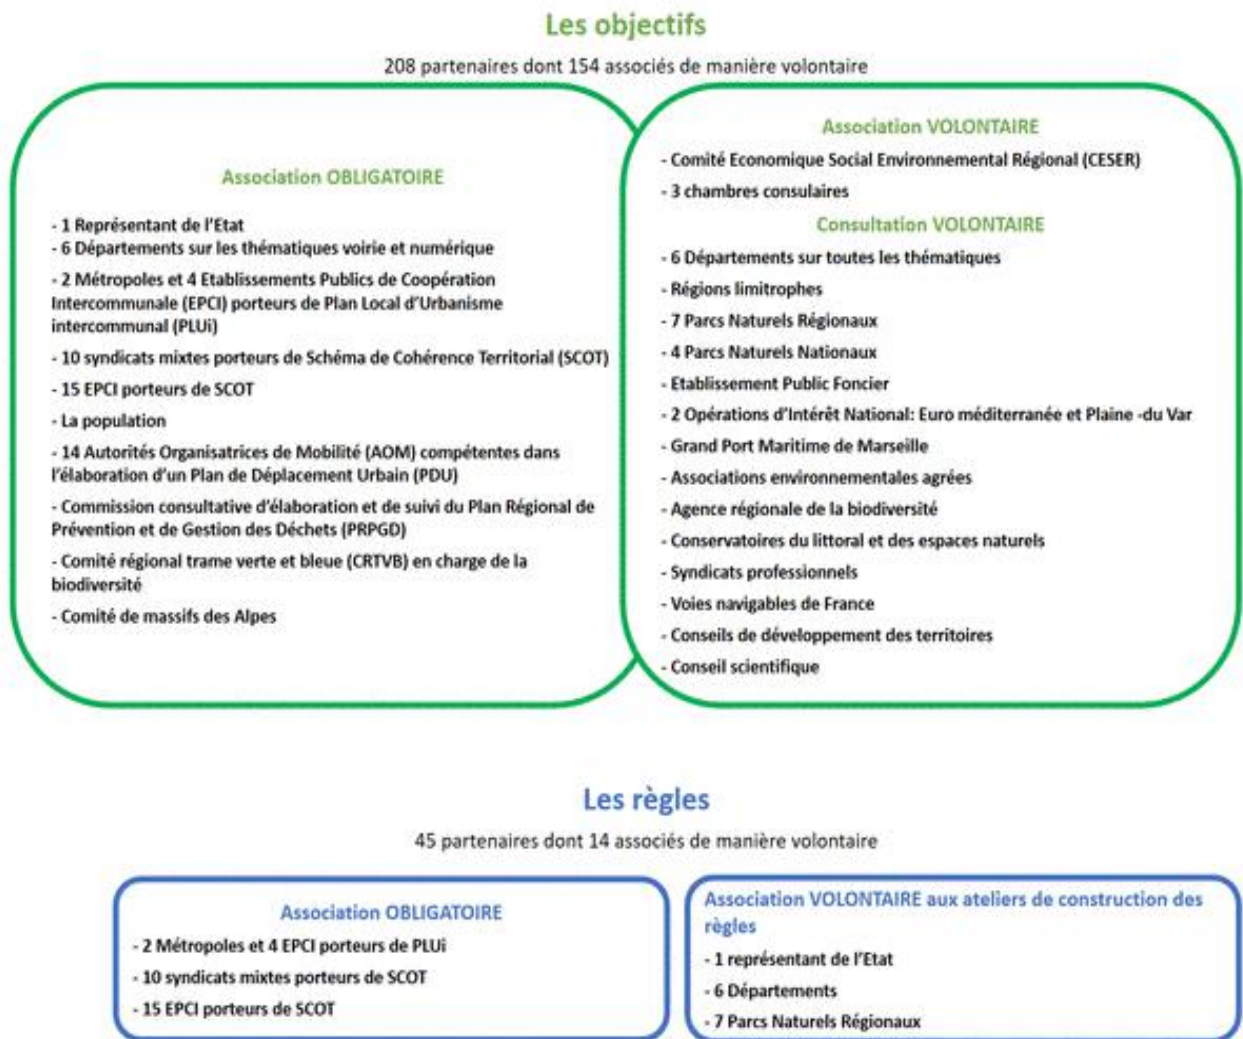 Les objectifs
208 partenaires dont 154 associés de manière volontaire
Association OBLIGATOIRE
- 1 Représentant de l'Etat
- 6 Départements sur les thématiques voirie et numérique
- 2 Métropoles et 4 Etablissements Publics de Coopération
Intercommunale (EPCI) porteurs de Plan Local d'Urbanisme
intercommunal (PLUi)
- 10 syndicats mixtes porteurs de Schéma de Cohérence Territorial (SCOT)
- 15 EPCI porteurs de SCOT
- La population
- 14 Autorités Organisatrices de Mobilité (AOM) compétentes dans
l'élaboration d'un Plan de Déplacement Urbain (PDU)
- Commission consultative d'élaboration et de suivi du Plan Régional de
Prévention et de Gestion des Déchets (PRPGD)
- Comité régional trame verte et bleue (CRTVB) en charge de la
biodiversité
- Comité de massifs des Alpes
Association VOLONTAIRE
- Comité Economique Social Environnemental Régional (CESER)
- 3 chambres consulaires
Consultation VOLONTAIRE
- 6 Départements sur toutes les thématiques
- Régions limitrophes
- 7 Parcs Naturels Régionaux
- 4 Parcs Naturels Nationaux
- Etablissement Public Foncier
- 2 Opérations d'Intérêt National: Euro méditerranée et Plaine -du Var
- Grand Port Maritime de Marseille
- Associations environnementales agrées
- Agence régionale de la biodiversité
- Conservatoires du littoral et des espaces naturels
- Syndicats professionnels
- Voies navigables de France
- Conseils de développement des territoires
- Conseil scientifique
Les règles
45 partenaires dont 14 associés de manière volontaire
Association OBLIGATOIRE
- 2 Métropoles et 4 EPCI porteurs de PLUi
- 10 syndicats mixtes porteurs de SCOT
- 15 EPCI porteurs de SCOT
Association VOLONTAIRE aux ateliers de construction des
règles
- 1 représentant de l'Etat
- 6 Départements
- 7 Parcs Naturels Régionaux